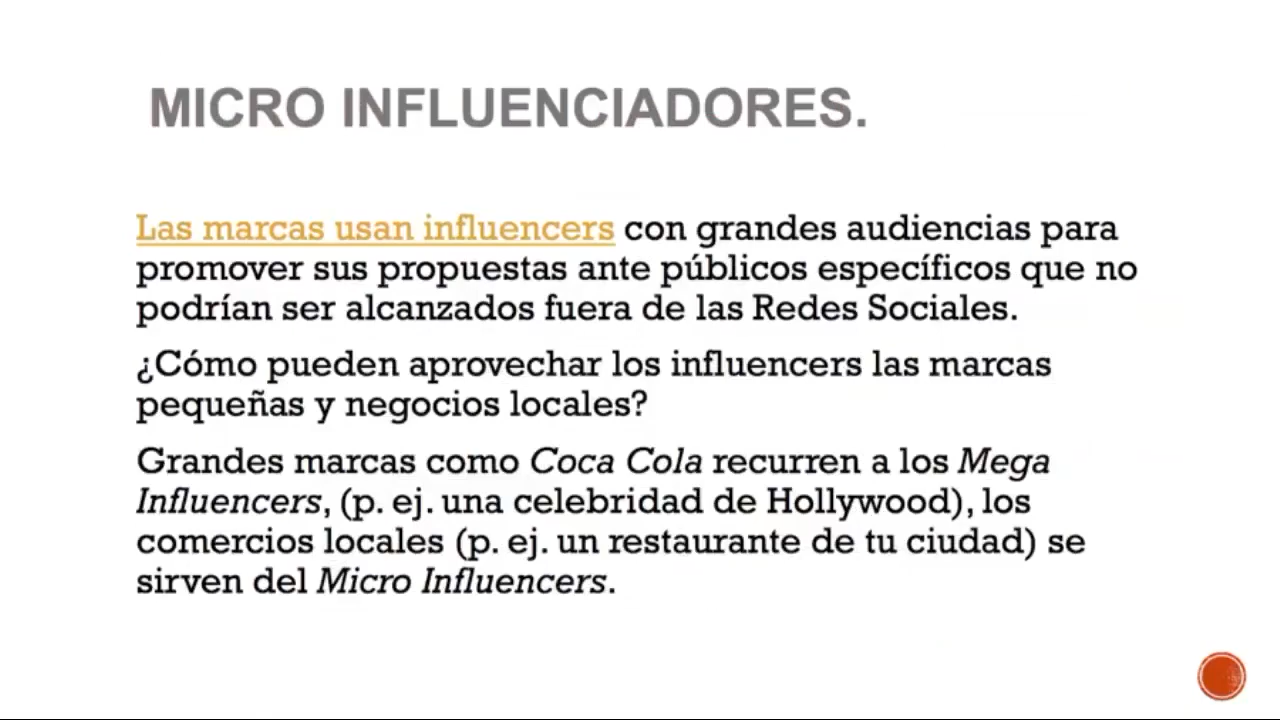 MICRO INFLUENCIADORES.
Las marcas usan influencers con grandes audiencias para
promover sus propuestas ante públicos específicos que no
podrían ser alcanzados fuera de las Redes Sociales.
¿Cómo pueden aprovechar los influencers las marcas
pequeñas y negocios locales?
Grandes marcas como Coca Cola recurren a los Mega
Influencers, (p. ej. una celebridad de Hollywood), los
comercios locales (p. ej. un restaurante de tu ciudad) se
sirven del Micro Influencers.